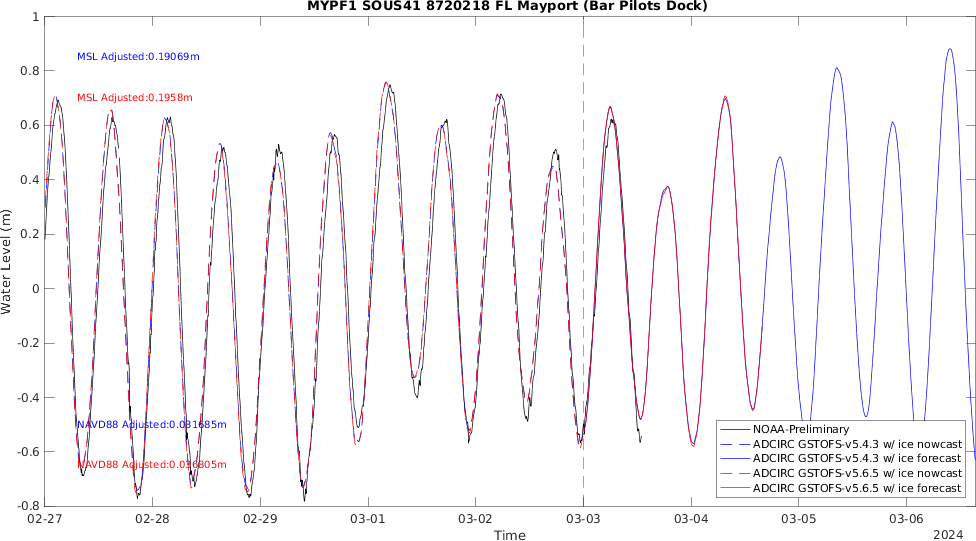 MYPF1 SOUS41 8720218 FL Mayport (Bar Pilots Dock)
1
0.8
0.6
0.4
0.2
0
-0.2
-0.4
-0.6
-0.8
Water Level (m)
MSL Adjusted:0.19069m
MSL Adjusted:0.1958m
NAVD88 Adjusted:0.031685m
NAVD88 Adjusted:0.036805m
NOAA-Preliminary
ADCIRC GSTOFS-v5.4.3 w/ ice nowcast
ADCIRC GSTOFS-v5.4.3 w/ ice forecast
ADCIRC GSTOFS-v5.6.5 w/ ice nowcast
ADCIRC GSTOFS-v5.6.5 w/ ice forecast
02-27 02-28 02-29 03-01 03-02 03-03 03-04 03-05 03-06
Time
2024